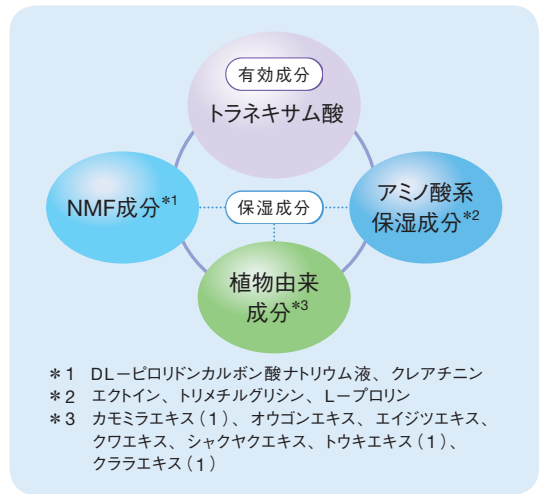 有効成分
トラネキサム酸
NMF成分*1
保湿成分
アミノ酸系
保湿成分*2
植物由来
成分*3
*1 DL-ピロリドンカルボン酸ナトリウム液、クレアチニン
*2 エクトイン、トリメチルグリシン、L-プロリン
*3 カモミラエキス(1)、オウゴンエキス、エイジツエキス、
クワエキス、シャクヤクエキス、トウキエキス(1)、
クララエキス(1)